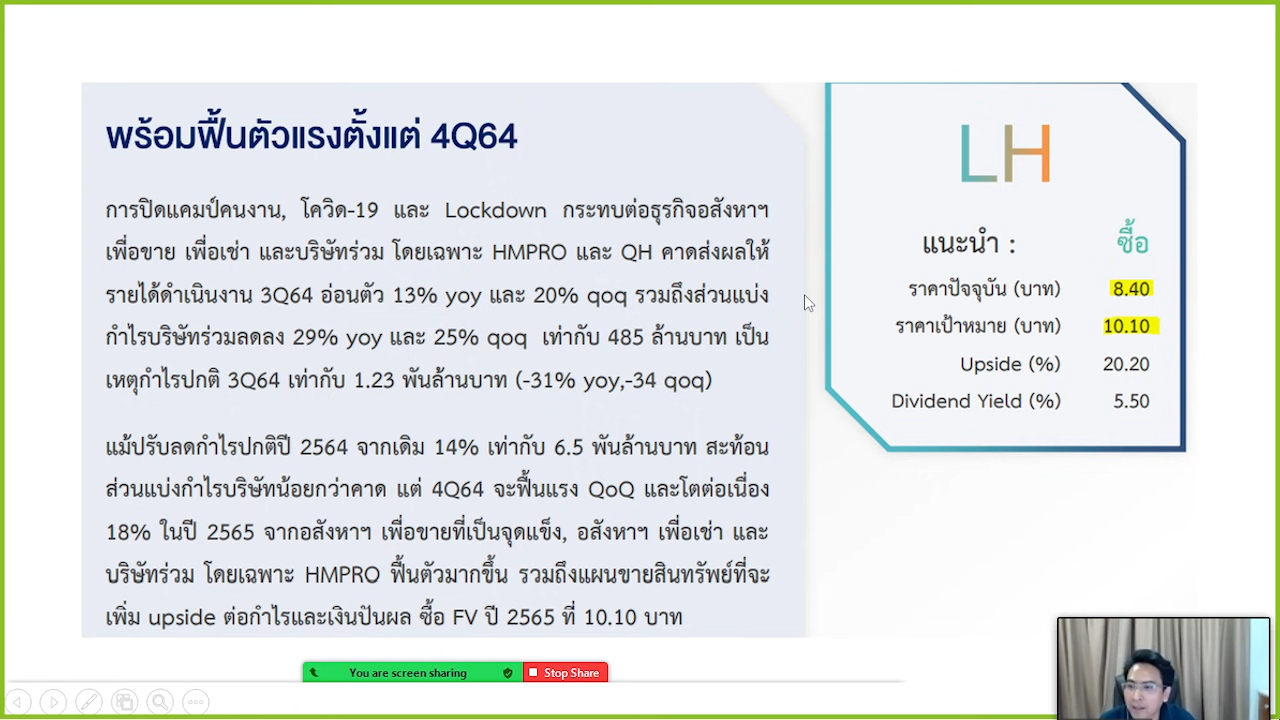 พร้อมฟื้นตัวแรงตั้งแต่ 4Q64
การปิดแคมป์คนงาน, โควิด-19 และ Lockdown กระทบต่อธุรกิจอสังหาฯ
เพื่อขาย เพื่อเช่า และบริษัทร่วม โดยเฉพาะ HMPRO และ QH คาดส่งผลให้
รายได้ดำเนินงาน 3Q64 อ่อนตัว 13% yoy และ 20% qoq รวมถึงส่วนแบ่ง
กำไรบริษัทร่วมลดลง 29% yoy และ 25% qoq เท่ากับ 485 ล้านบาท เป็น
เหตุกำไรปกติ 3Q64 เท่ากับ 1.23 พันล้านบาท (-31% yoy,-34 qoq)
แม้ปรับลดกำไรปกติปี 2564 จากเดิม 14% เท่ากับ 6.5 พันล้านบาท สะท้อน
ส่วนแบ่งกำไรบริษัทน้อยกว่าคาด แต่ 4Q64 จะฟื้นแรง QoQ และโตต่อเนื่อง
18% ในปี 2565 จากอสังหาฯ เพื่อขายที่เป็นจุดแข็ง, อสังหาฯ เพื่อเช่า และ
บริษัทร่วม โดยเฉพาะ HMPRO ฟื้นตัวมากขึ้น รวมถึงแผนขายสินทรัพย์ที่จะ
เพิ่ม upside ต่อกำไรและเงินปันผล ซื้อ FV ปี 2565 ที่ 10.10 บาท
LH
แนะนำ : ซื้อ
ราคาปัจจุบัน (บาท) 8.40
ราคาเป้าหมาย (บาท) 10.10
Upside (%) 20.20
Dividend Yield (%) 5.50
You are screen sharing Stop Share